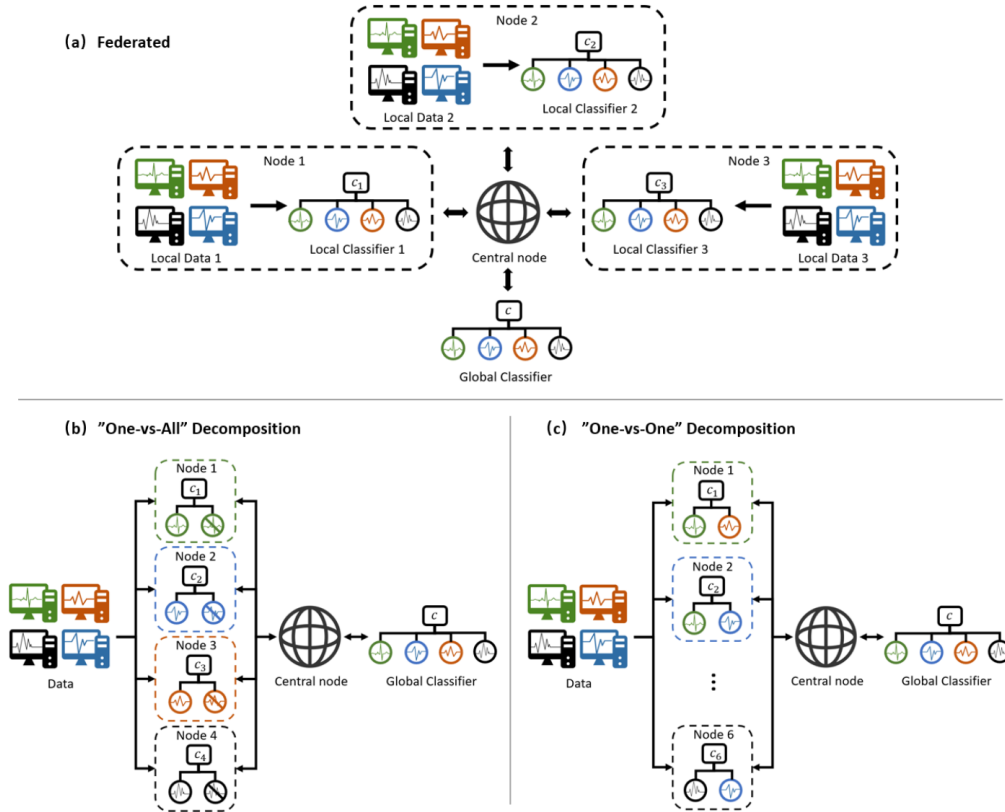 (a) Federated
Node 2
c2
Local Data 2
Local Classifier 2
Node 1
c1
Local Data 1
Local Classifier 1
Central node
Node 3
c3
Local Classifier 3
Local Data 3
c
Global Classifier
(b) ”One-vs-All” Decomposition
Node 1
c1
Node 2
c2
Node 3
c3
Node 4
c4
Data
Central node
c
Global Classifier
(c) ”One-vs-One” Decomposition
Node 1
c1
Node 2
c2
⋮
Node 6
c6
Data
Central node
c
Global Classifier